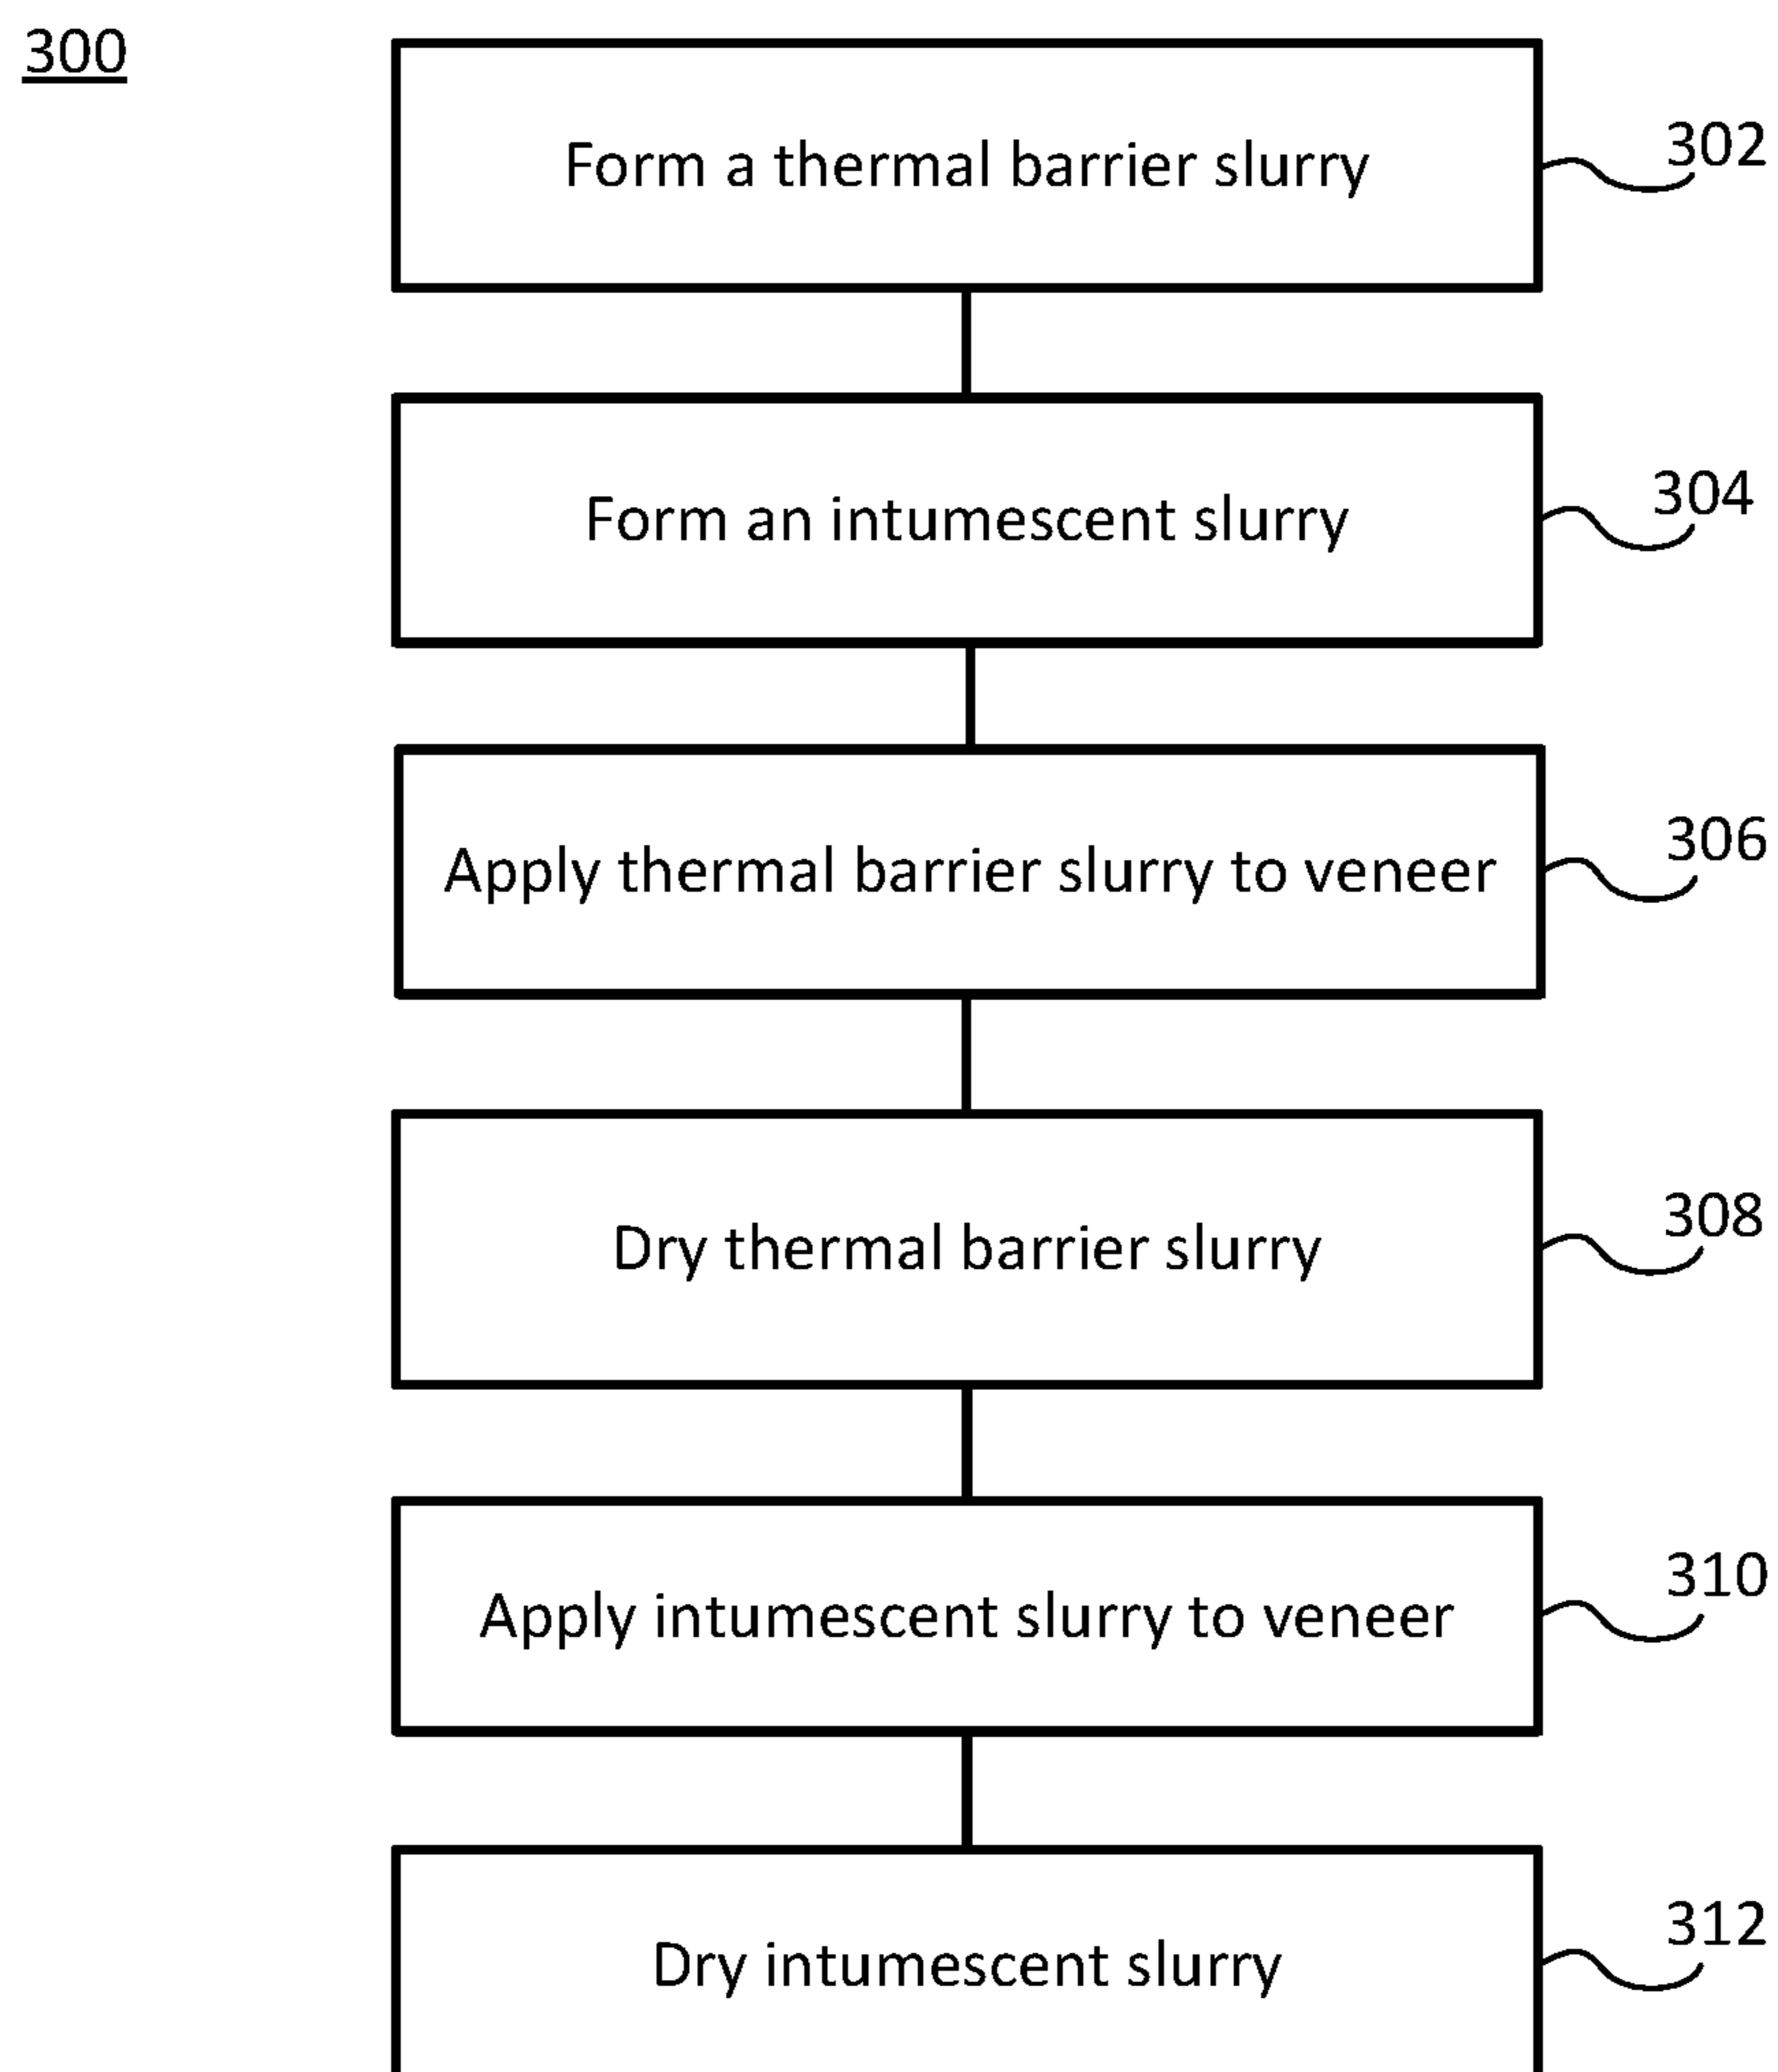 300
Form a thermal barrier slurry
302
Form an intumescent slurry
304
Apply thermal barrier slurry to veneer
306
Dry thermal barrier slurry
308
Apply intumescent slurry to veneer
310
Dry intumescent slurry
312